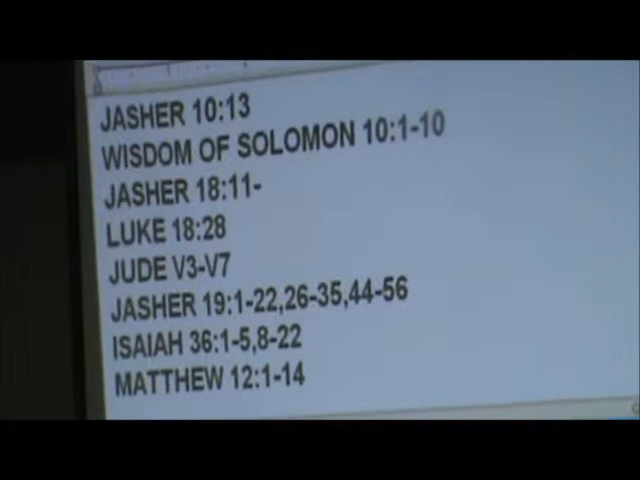 JASHER 10:13
WISDOM OF SOLOMON 10:1-10
JASHER 18:11-
LUKE 18:28
JUDE V3-V7
JASHER 19:1-22,26-35,44-56
ISAIAH 36:1-5,8-22
MATTHEW 12:1-14